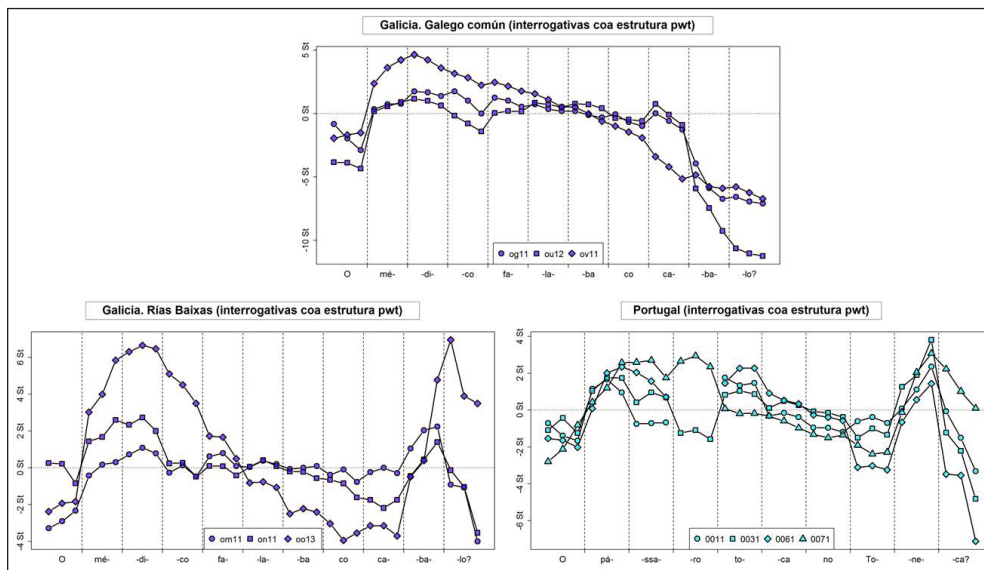 Galicia. Galego común (interrogativas coa estrutura pwt)
5 St
0 St
-5 St
-10 St
og11 ou12 ov11
O mé- -di- -co fa- -la- -ba co ca- -ba- -lo?
Galicia. Rías Baixas (interrogativas coa estrutura pwt)
6 St
4 St
2 St
0 St
-2 St
-4 St
om11 on11 oo13
O mé- -di- -co fa- -la- -ba co ca- -ba- -lo?
Portugal (interrogativas coa estrutura pwt)
4 St
2 St
0 St
-2 St
-4 St
-6 St
0011 0031 0061 0071
O pá- -ssa- -ro to- -ca no To- -ne- -ca?